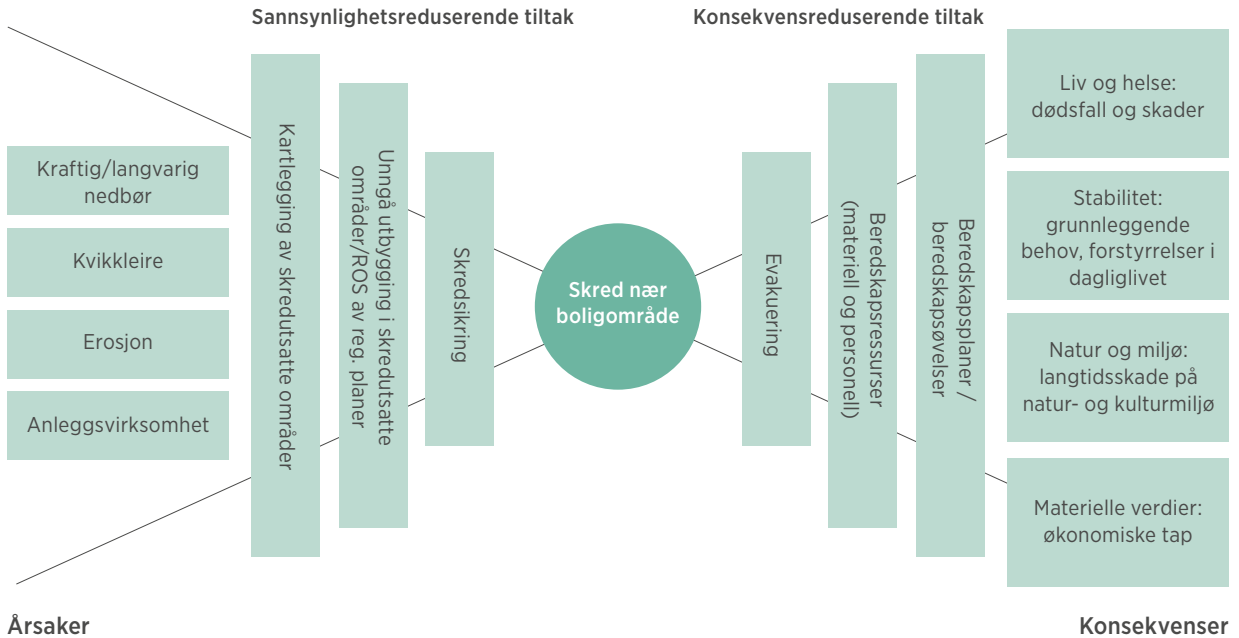 Sannsynlighetsreduserende tiltak
Konsekvensreduserende tiltak
Kraftig/langvarig
nedbør
Kvikkleire
Erosjon
Anleggsvirksomhet
Kartlegging av skredutsatte områder
Unngå utbygging i skredutsatte
områder/ROS av reg. planer
Skredsikring
Skred nær
boligområde
Evakuering
Beredskapsressurser
(materiell og personell)
Beredskapsplaner /
beredskapsøvelser
Liv og helse:
dødsfall og skader
Stabilitet:
grunnleggende
behov, forstyrrelser i
dagliglivet
Natur og miljø:
langtidsskade på
natur- og kulturmiljø
Materielle verdier:
økonomiske tap
Årsaker
Konsekvenser